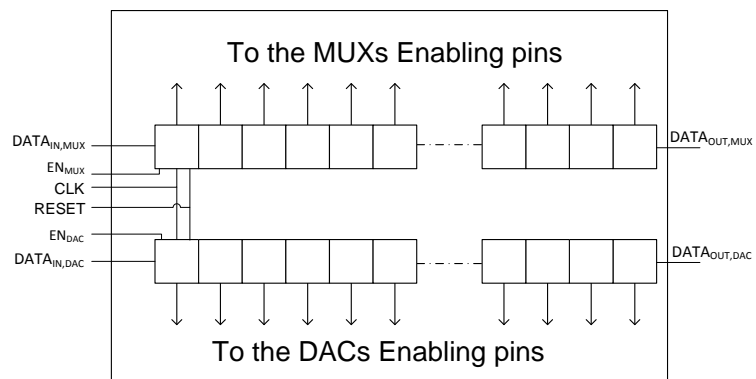 To the MUXs Enabling pins
DATAIN,MUX
DATAOUT,MUX
ENMUX
CLK
RESET
ENDAC
DATAIN,DAC
DATAOUT,DAC
To the DACs Enabling pins